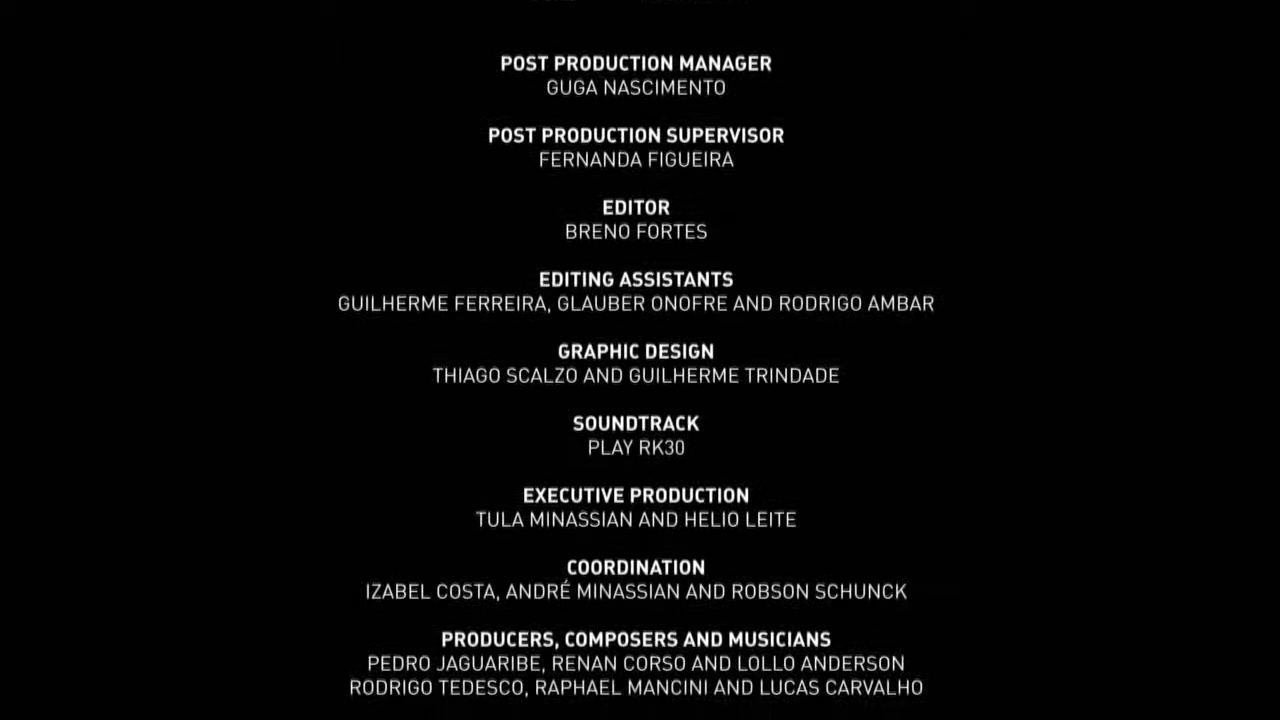 POST PRODUCTION MANAGER
GUGA NASCIMENTO
POST PRODUCTION SUPERVISOR
FERNANDA FIGUEIRA
EDITOR
BRENO FORTES
EDITING ASSISTANTS
GUILHERME FERREIRA, GLAUBER ONOFRE AND RODRIGO AMBAR
GRAPHIC DESIGN
THIAGO SCALZO AND GUILHERME TRINDADE
SOUNDTRACK
PLAY RK30
EXECUTIVE PRODUCTION
TULA MINASSIAN AND HELIO LEITE
COORDINATION
IZABEL COSTA, ANDRÉ MINASSIAN AND ROBSON SCHUNCK
PRODUCERS, COMPOSERS AND MUSICIANS
PEDRO JAGUARIBE, RENAN CORSO AND LOLLO ANDERSON
RODRIGO TEDESCO, RAPHAEL MANCINI AND LUCAS CARVALHO